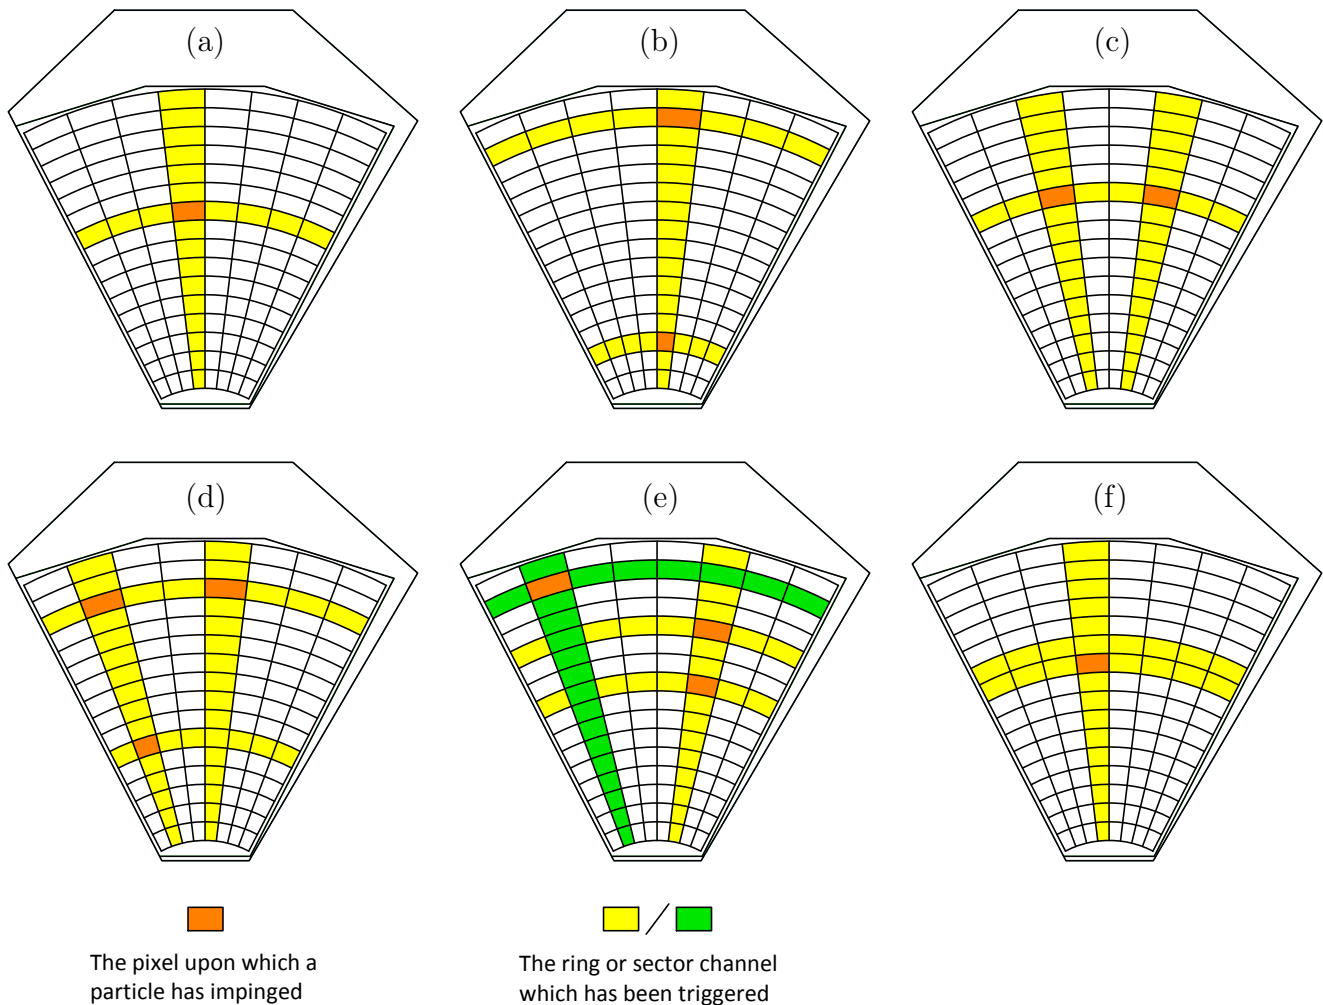 (a)
(b)
(c)
(d)
(e)
(f)
The pixel upon which a
particle has impinged
The ring or sector channel
which has been triggered